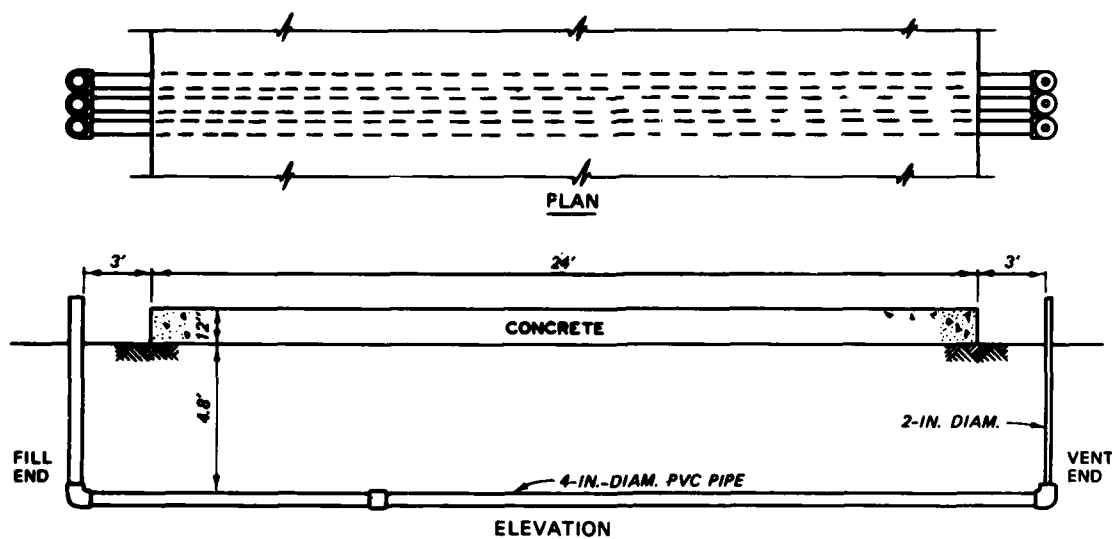 PLAN
3'
24'
3'
12"
CONCRETE
4.8'
2-IN. DIAM.
FILL
END
VENT
END
4-IN.-DIAM. PVC PIPE
ELEVATION